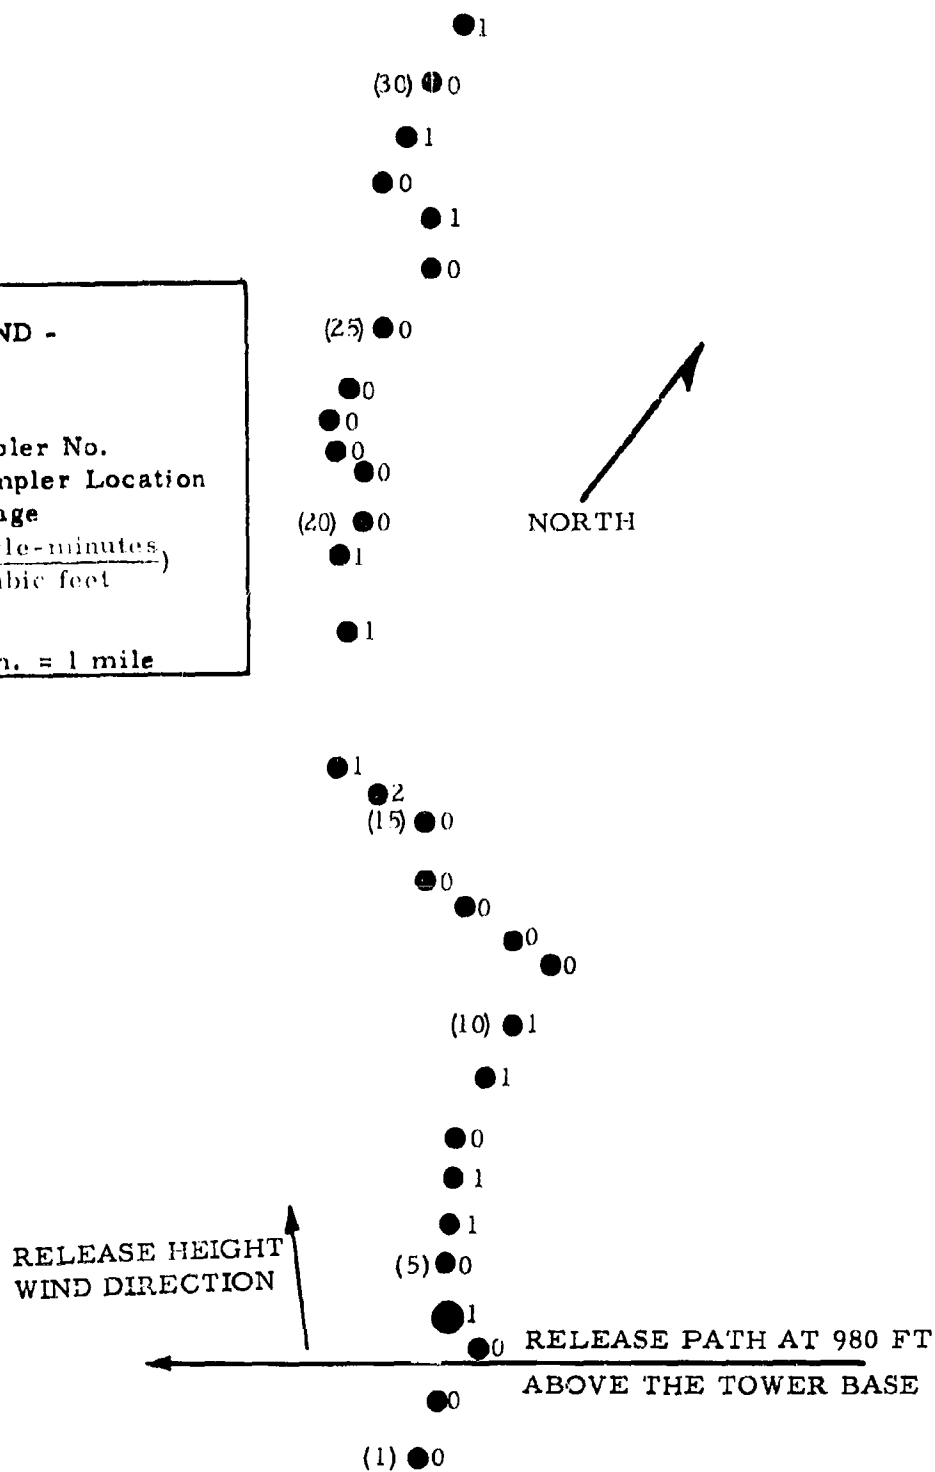 1
(30) 0
1
0
1
0
(25) 0
0
0
0
0
(20) 0
1
1
ND -
No.
Location
le-minutes
feet
= 1 mile
NORTH
1
2
(15) 0
0
0
0
0
(10) 1
1
0
1
1
(5) 0
1
0
0
(1) 0
RELEASE HEIGHT
WIND DIRECTION
RELEASE PATH AT 980 FT
ABOVE THE TOWER BASE